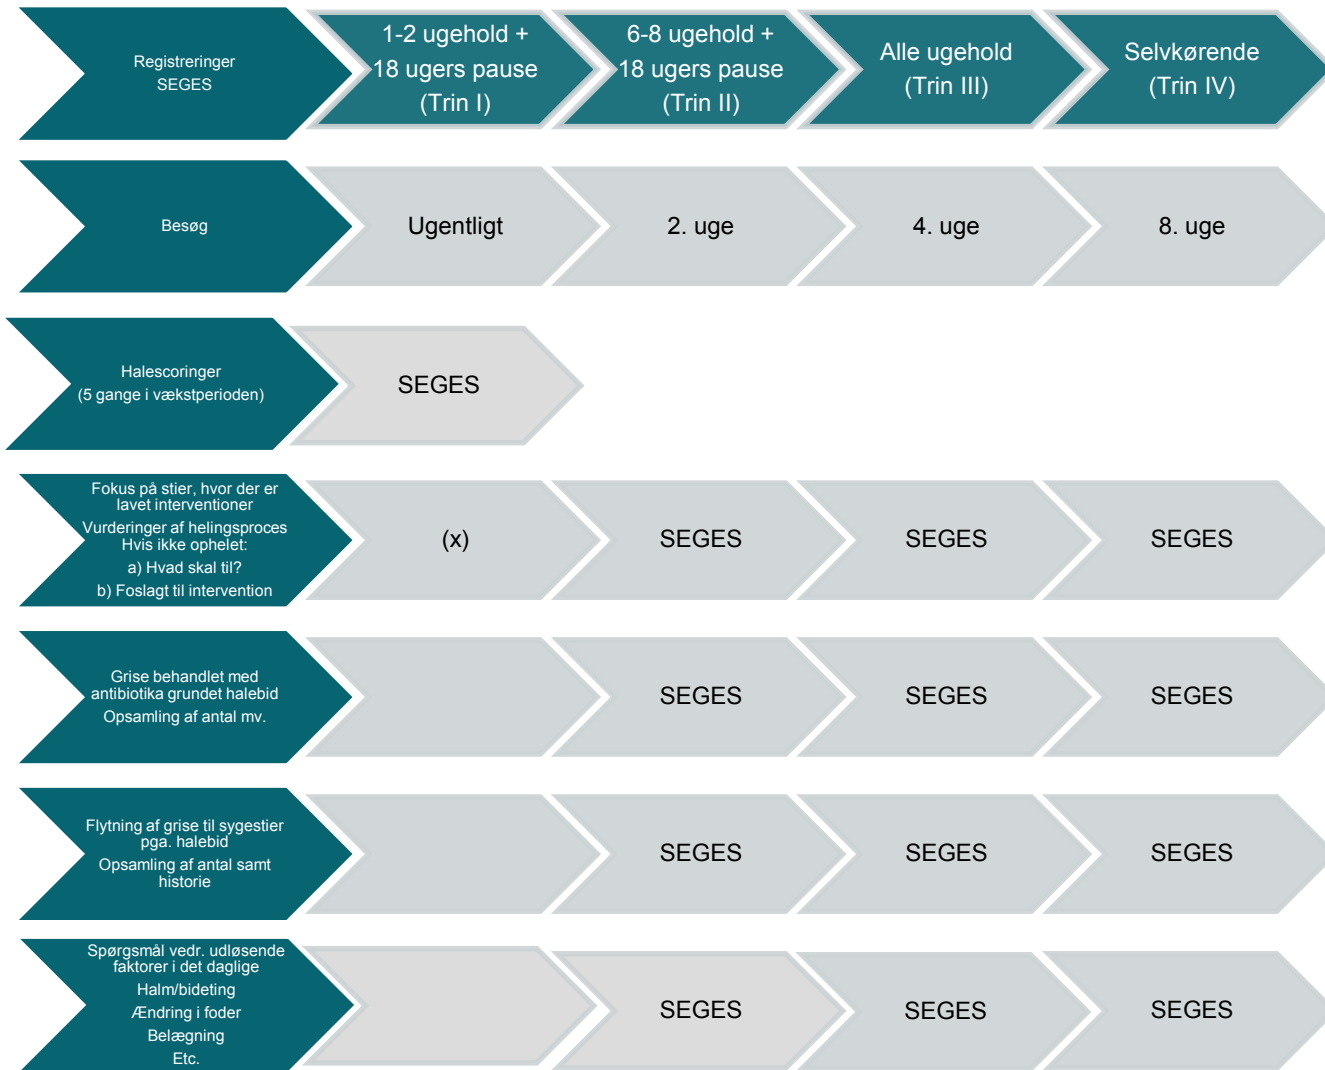 Registreringer
SEGES
1-2 ugehold +
18 ugers pause
(Trin I)
6-8 ugehold +
18 ugers pause
(Trin II)
Alle ugehold
(Trin III)
Selvkørende
(Trin IV)
Besøg
Ugentligt
2. uge
4. uge
8. uge
Halescoringer
(5 gange i vækstperioden)
SEGES
Fokus på stier, hvor der er
lavet interventioner
Vurderinger af helingsproces
Hvis ikke ophelet:
a) Hvad skal til?
b) Foslagt til intervention
(x)
SEGES
SEGES
SEGES
Grise behandlet med
antibiotika grundet halebid
Opsamling af antal mv.
SEGES
SEGES
SEGES
Flytning af grise til sygestier
pga. halebid
Opsamling af antal samt
historie
SEGES
SEGES
SEGES
Spørgsmål vedr. udløsende
faktorer i det daglige
Halm/bideting
Ændring i foder
Belægning
Etc.
SEGES
SEGES
SEGES